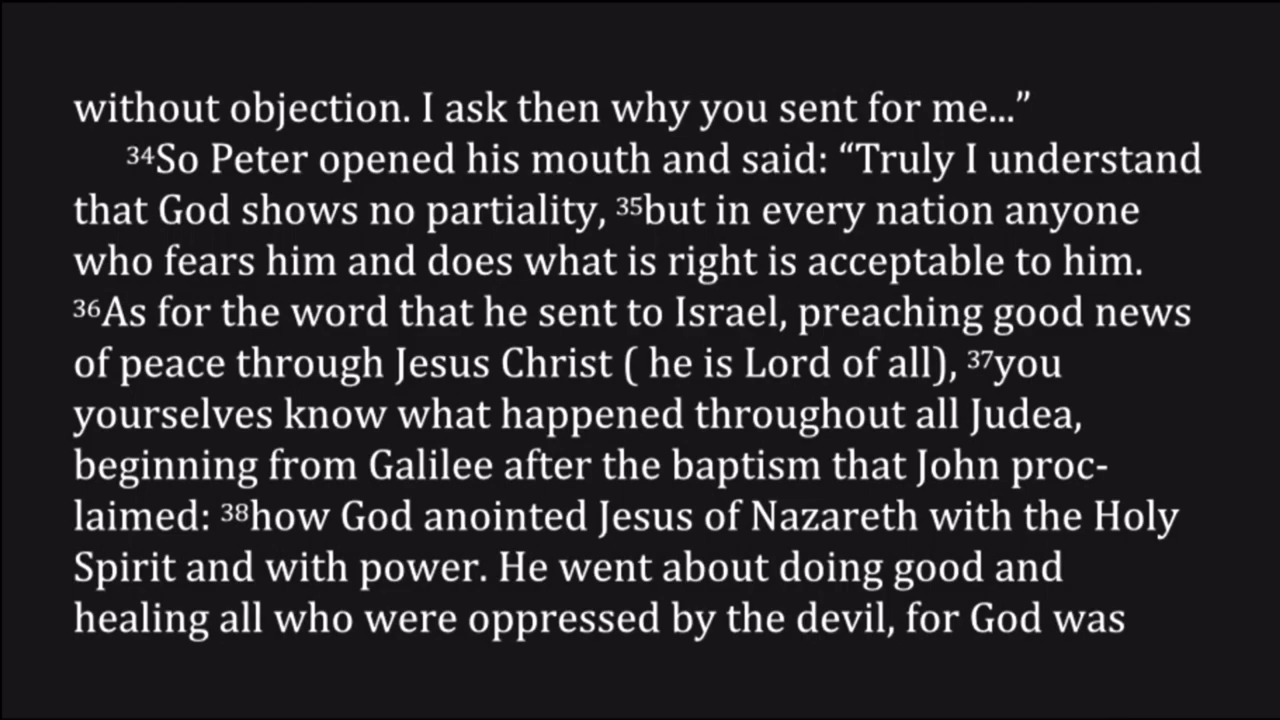 without objection. I ask then why you sent for me...”
³⁴So Peter opened his mouth and said: “Truly I understand
that God shows no partiality, ³⁵but in every nation anyone
who fears him and does what is right is acceptable to him.
³⁶As for the word that he sent to Israel, preaching good news
of peace through Jesus Christ ( he is Lord of all), ³⁷you
yourselves know what happened throughout all Judea,
beginning from Galilee after the baptism that John proc-
laimed: ³⁸how God anointed Jesus of Nazareth with the Holy
Spirit and with power. He went about doing good and
healing all who were oppressed by the devil, for God was